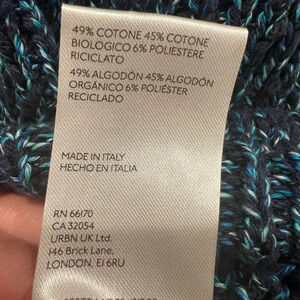 49% COTONE 45% COTONE
BIOLOGICO 6% POLIESTERE
RICICLATO
49% ALGODÓN 45% ALGODÓN
ORGÁNICO 6% POLIÉSTER
RECICLADO
MADE IN ITALY
HECHO EN ITALIA
RN 66170
CA 32054
URBN UK Ltd.
146 Brick Lane,
LONDON, E1 6RU